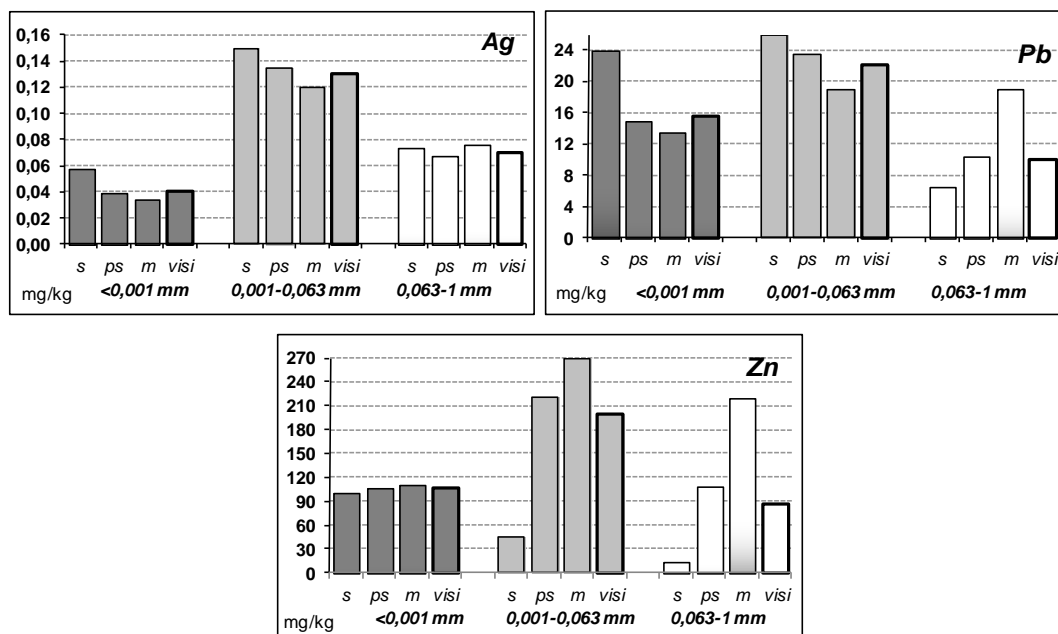 Ag
0,16
0,14
0,12
0,10
0,08
0,06
0,04
0,02
0,00
s ps m visi s ps m visi s ps m visi
mg/kg <0,001 mm 0,001-0,063 mm 0,063-1 mm
Pb
24
20
16
12
8
4
0
s ps m visi s ps m visi s ps m visi
mg/kg <0,001 mm 0,001-0,063 mm 0,063-1 mm
Zn
270
240
210
180
150
120
90
60
30
0
s ps m visi s ps m visi s ps m visi
mg/kg <0,001 mm 0,001-0,063 mm 0,063-1 mm